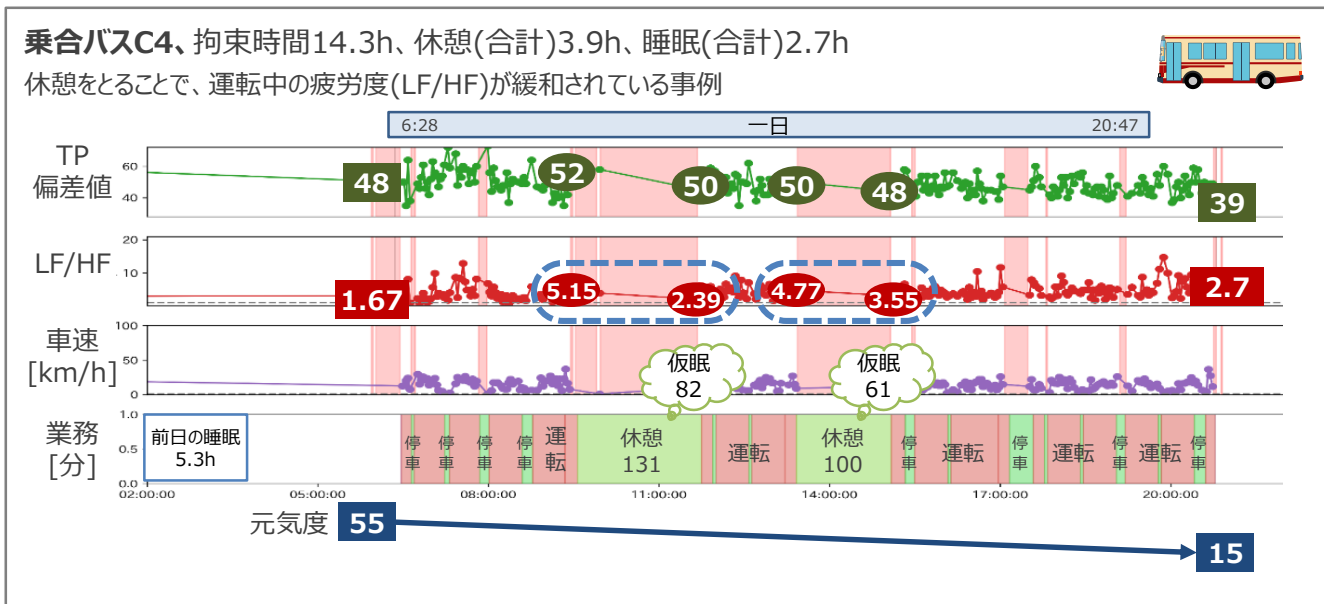 乗合バスC4、拘束時間14.3h、休憩(合計)3.9h、睡眠(合計)2.7h
休憩をとることで、運転中の疲労度(LF/HF)が緩和されている事例
6:28 一日 20:47
TP
偏差値
60
40
48 52 50 50 48 39
LF/HF
20
10
0
1.67 5.15 2.39 4.77 3.55 2.7
車速
[km/h]
100
50
0
仮眠
82
仮眠
61
業務
[分]
1.0
0.5
0.0
前日の睡眠
5.3h
停車 停車 停車 停車 運転 休憩 131 運転 休憩 100 停車 運転 停車 運転 停車 運転 停車
02:00:00 05:00:00 08:00:00 11:00:00 14:00:00 17:00:00 20:00:00
元気度 55 15